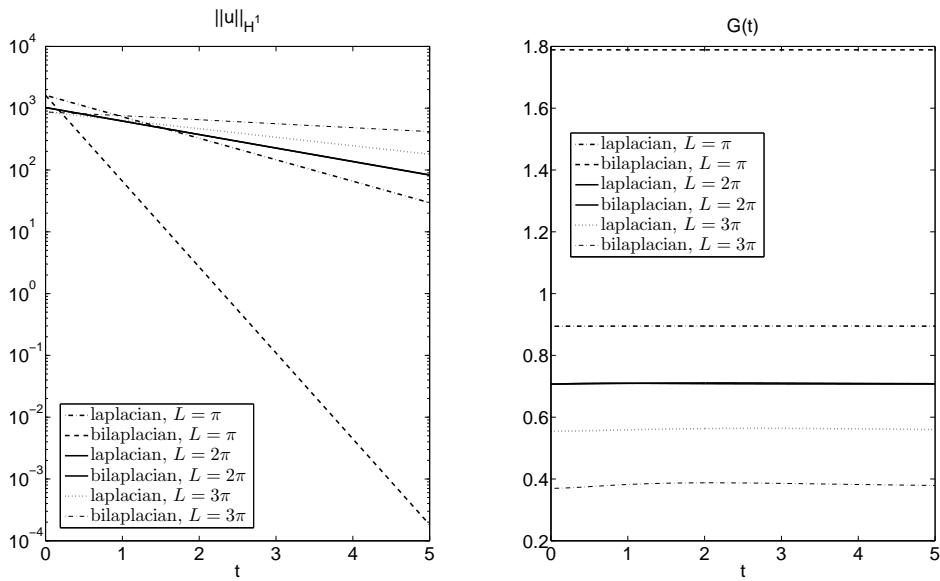 ||u||_H¹
10⁴
10³
10²
10¹
10⁰
10⁻¹
10⁻²
10⁻³
10⁻⁴
0 1 2 3 4 5
t
laplacian, L = π
bilaplacian, L = π
laplacian, L = 2π
bilaplacian, L = 2π
laplacian, L = 3π
bilaplacian, L = 3π
G(t)
1.8
1.6
1.4
1.2
1
0.8
0.6
0.4
0.2
0 1 2 3 4 5
t
laplacian, L = π
bilaplacian, L = π
laplacian, L = 2π
bilaplacian, L = 2π
laplacian, L = 3π
bilaplacian, L = 3π